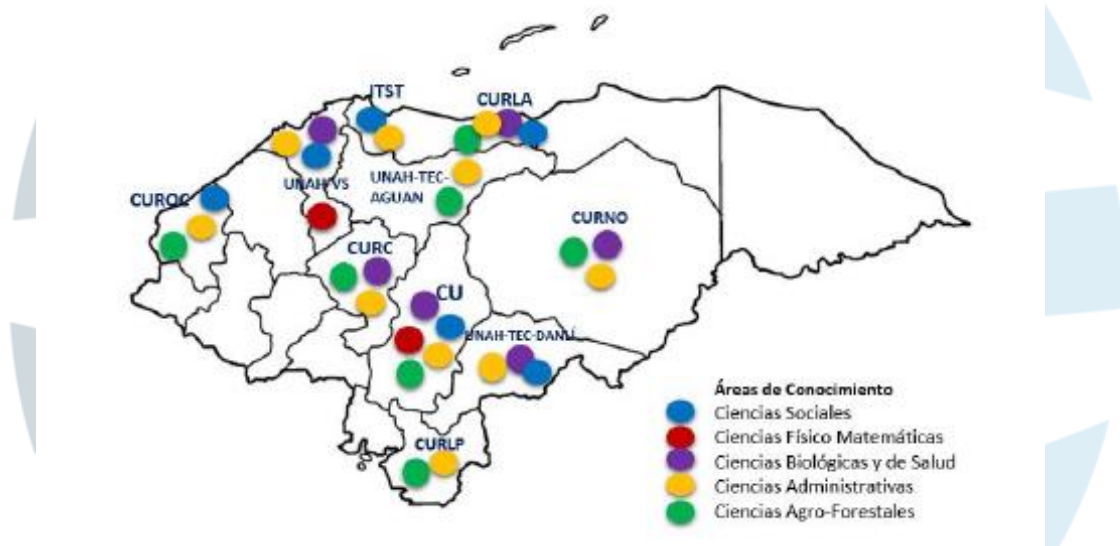 ITST
CURLA
UNAH-VS
UNAH-TEC-
AGUAN
CUROC
CURNO
CURC
CU
UNAH-TEC-DANLÍ
CURLP
Áreas de Conocimiento
Ciencias Sociales
Ciencias Físico Matemáticas
Ciencias Biológicas y de Salud
Ciencias Administrativas
Ciencias Agro-Forestales